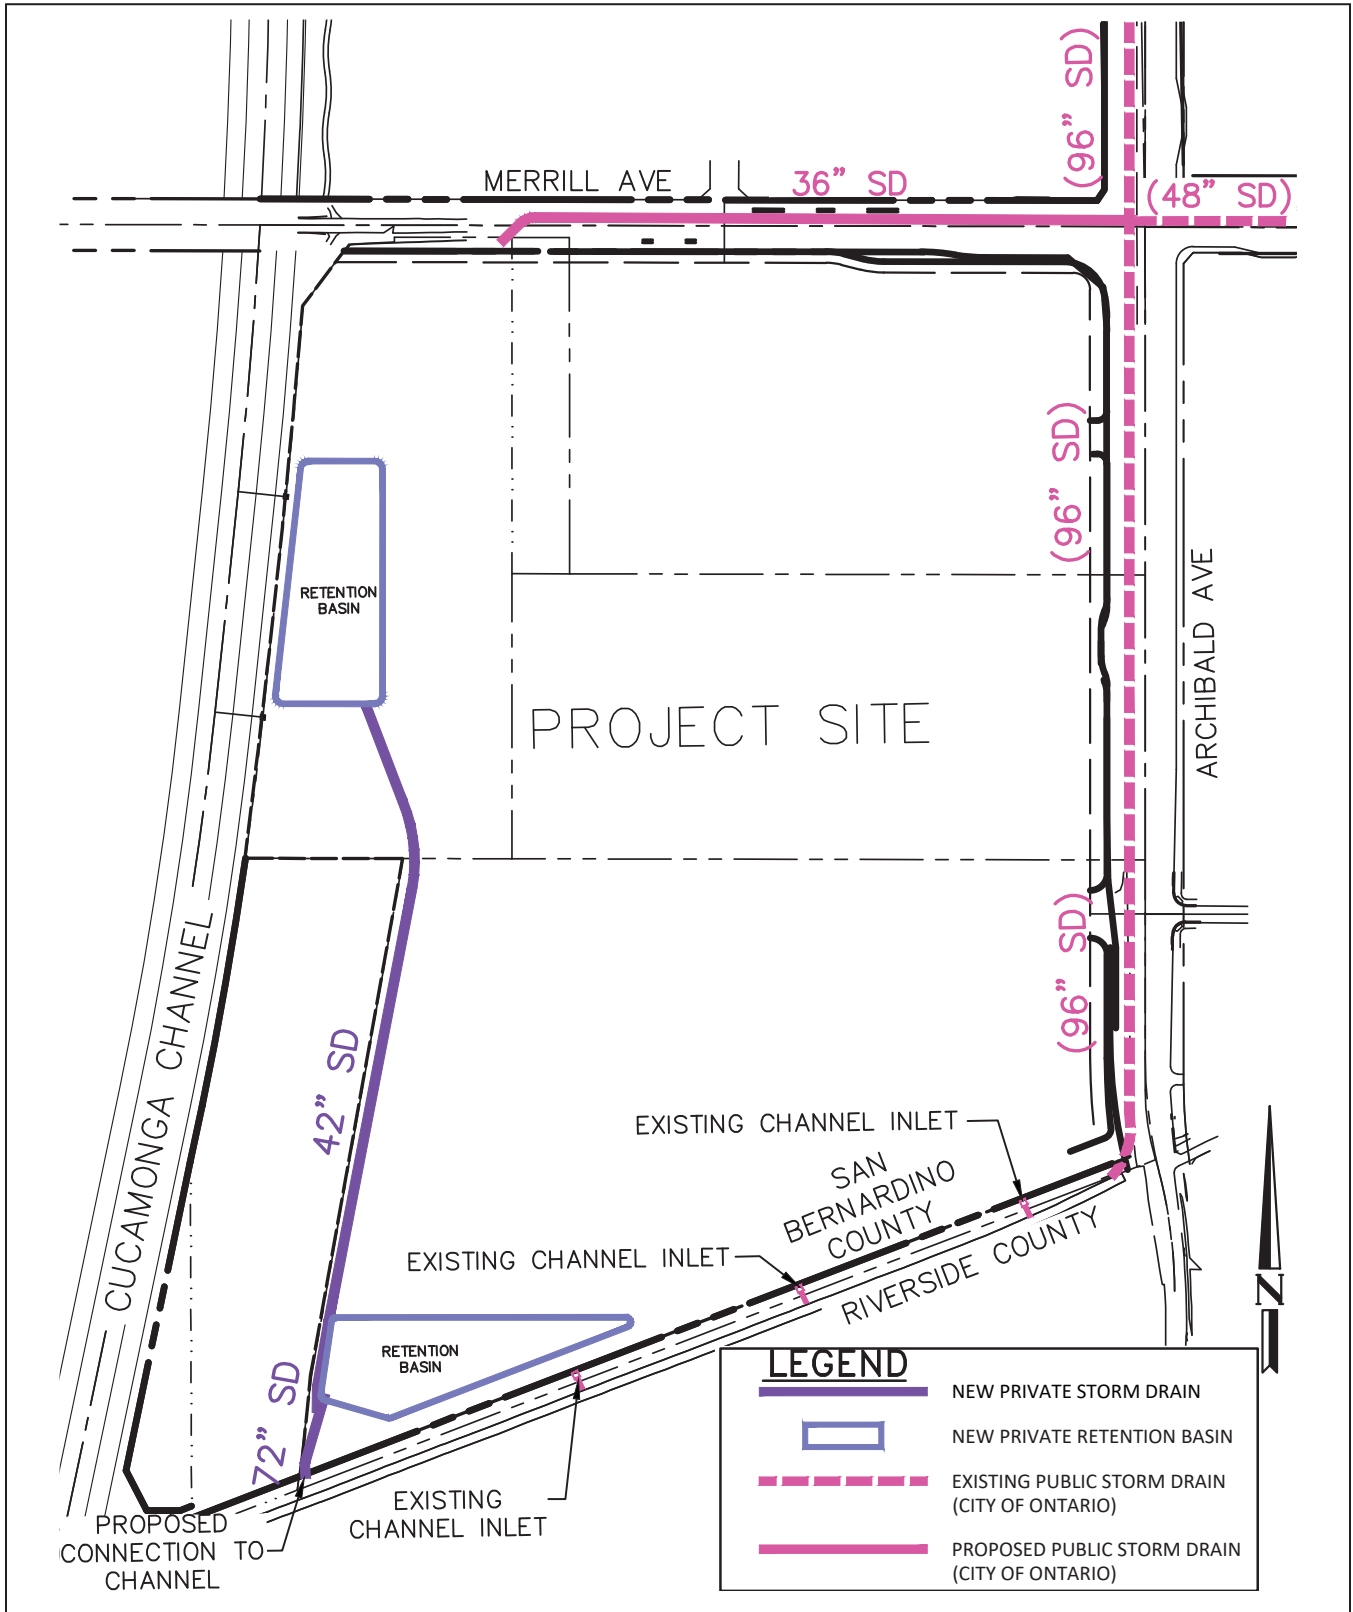 (96” SD)
MERRILL AVE
36” SD
(48” SD)
(96” SD)
RETENTION
BASIN
ARCHIBALD AVE
PROJECT SITE
(96” SD)
CUCAMONGA CHANNEL
42” SD
EXISTING CHANNEL INLET
SAN
BERNARDINO
COUNTY
RIVERSIDE COUNTY
EXISTING CHANNEL INLET
N
RETENTION
BASIN
72” SD
EXISTING
CHANNEL INLET
PROPOSED
CONNECTION TO
CHANNEL
LEGEND
NEW PRIVATE STORM DRAIN
NEW PRIVATE RETENTION BASIN
EXISTING PUBLIC STORM DRAIN
(CITY OF ONTARIO)
PROPOSED PUBLIC STORM DRAIN
(CITY OF ONTARIO)